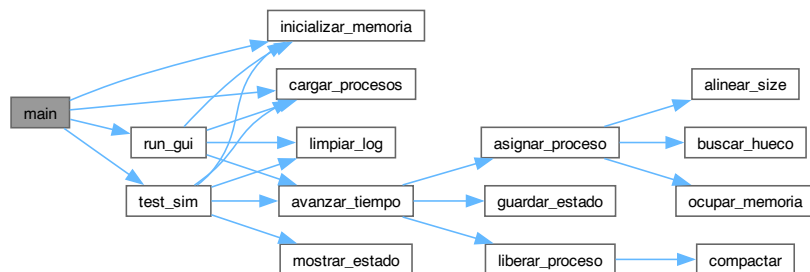 main
run_gui
test_sim
inicializar_memoria
cargar_procesos
limpiar_log
avanzar_tiempo
mostrar_estado
asignar_proceso
guardar_estado
liberar_proceso
alinear_size
buscar_hueco
ocupar_memoria
compactar